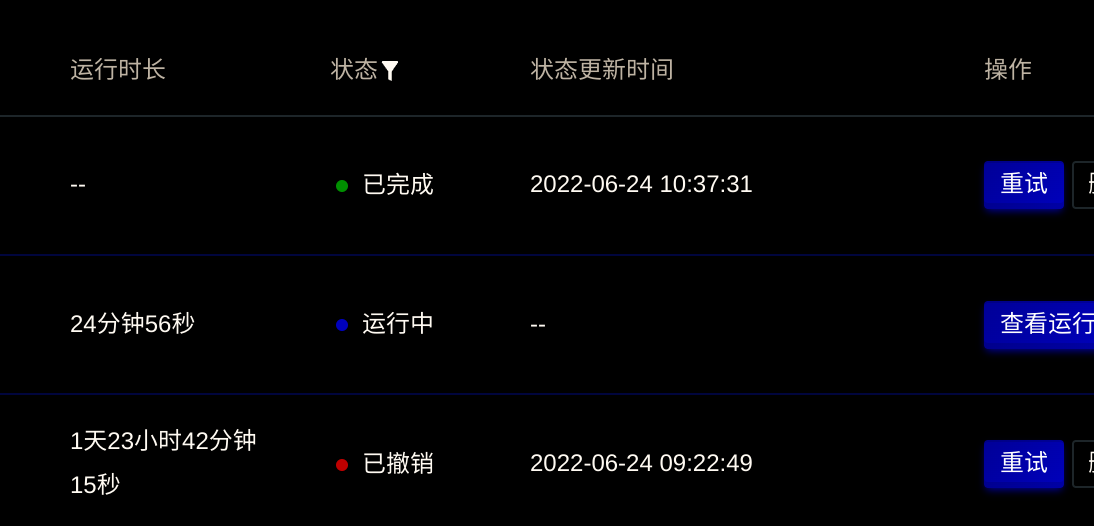 运行时长 状态 状态更新时间 操作
-- 已完成 2022-06-24 10:37:31 重试
24分钟56秒 运行中 -- 查看运行
1天23小时42分钟
15秒 已撤销 2022-06-24 09:22:49 重试